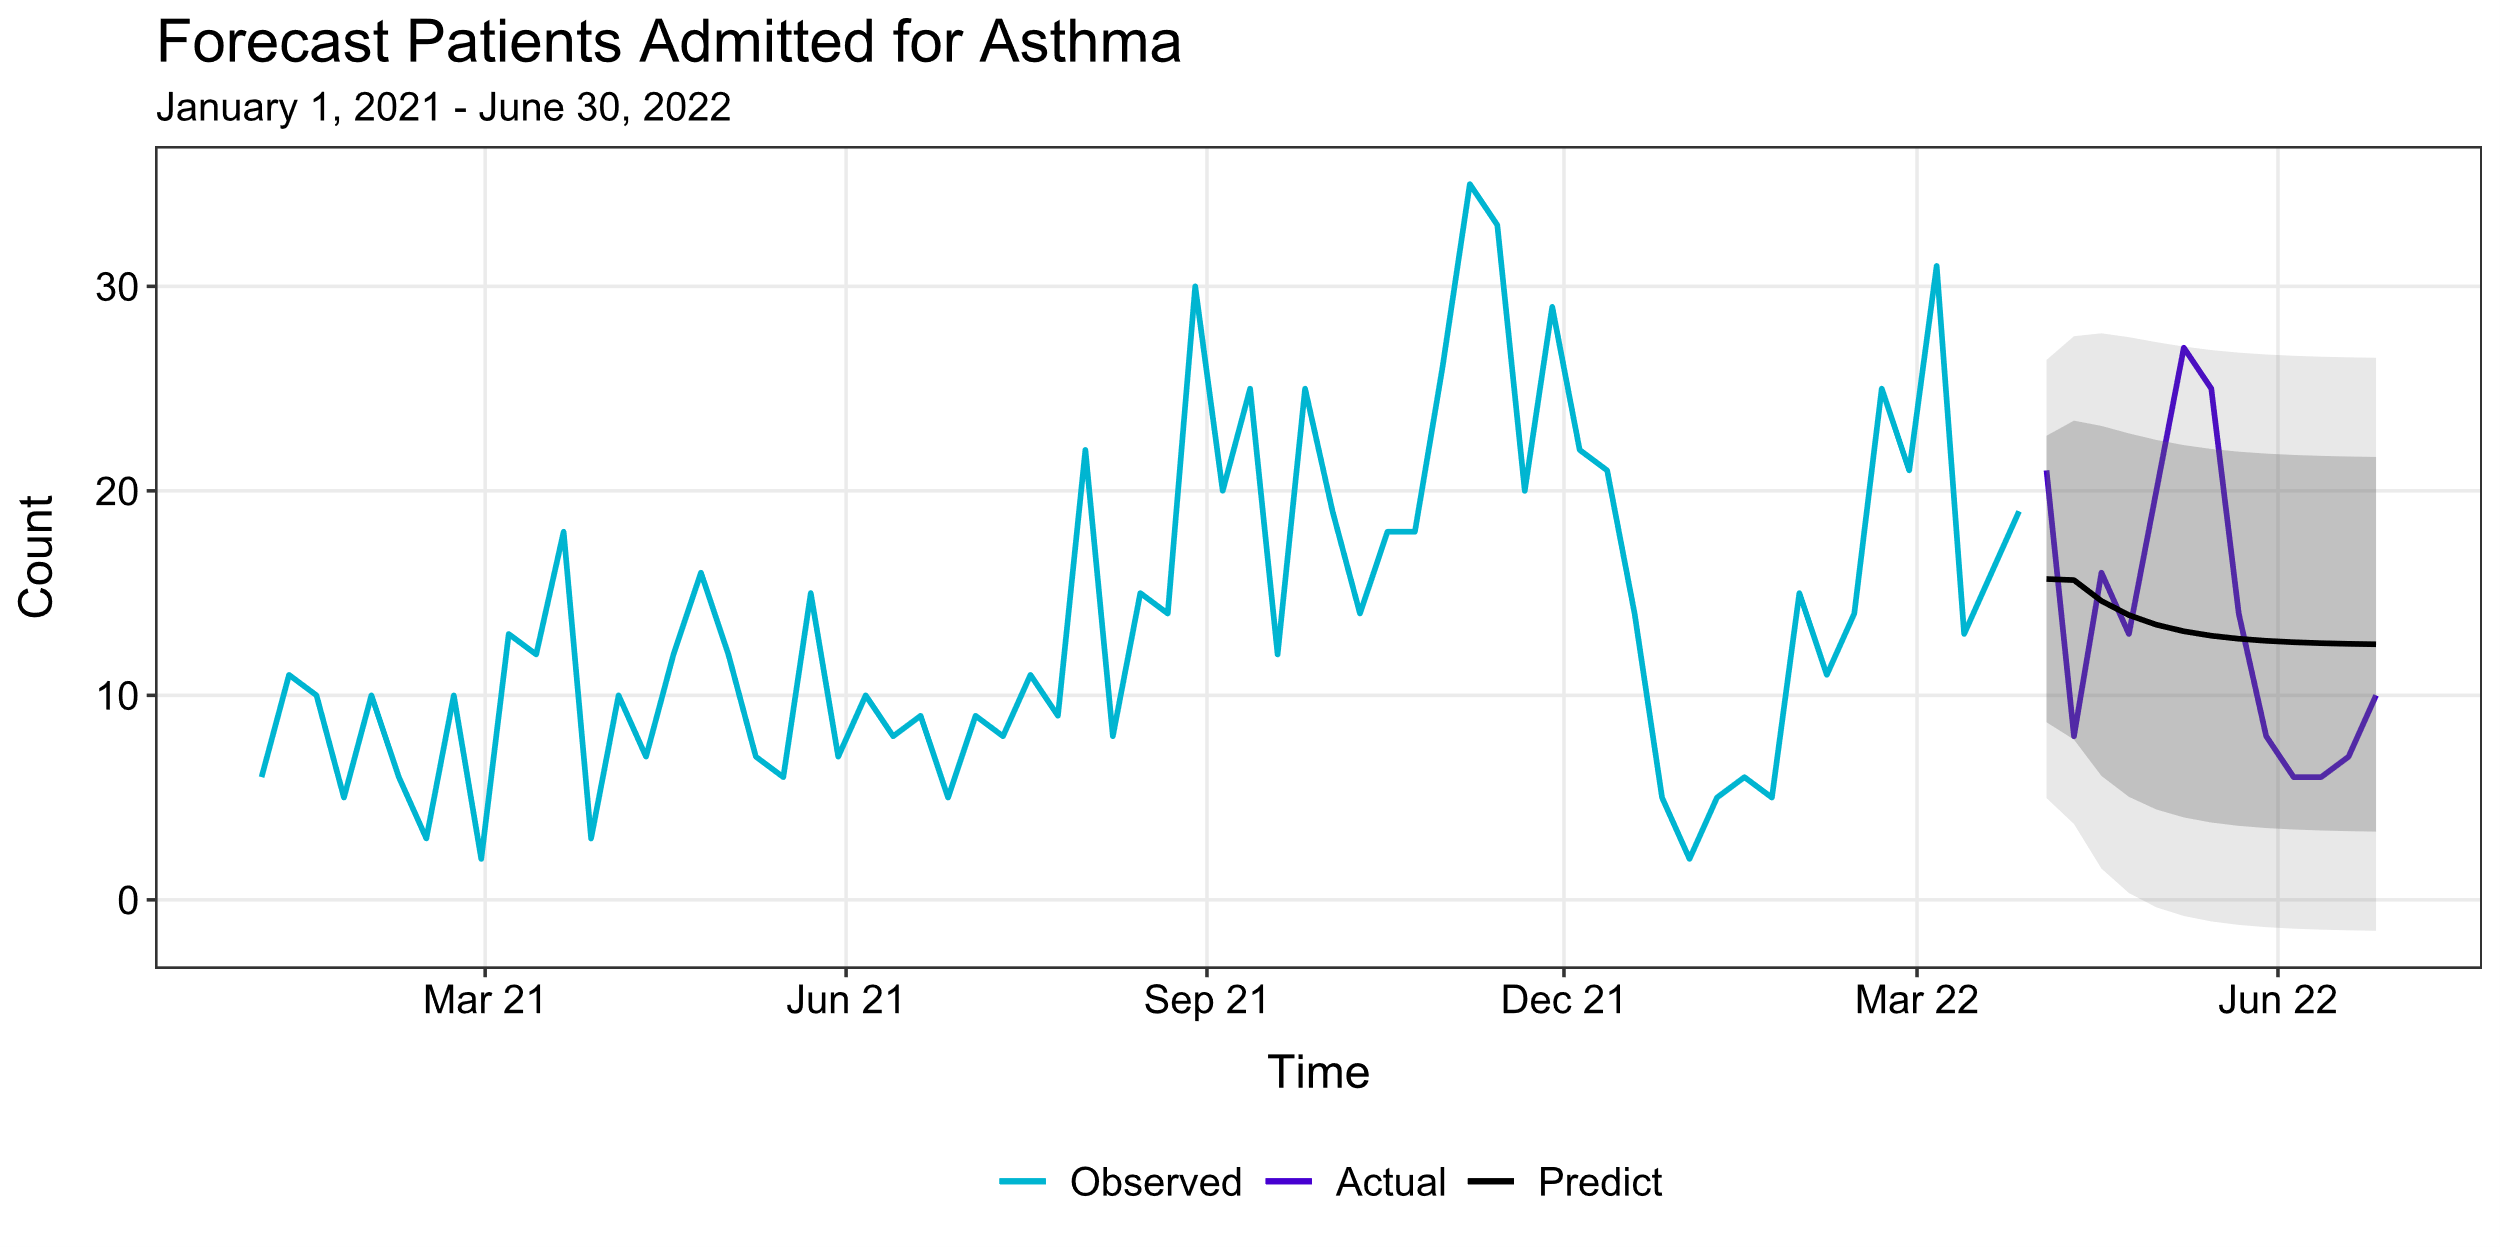 Forecast Patients Admitted for Asthma
January 1, 2021 - June 30, 2022
Count
30
20
10
0
Mar 21 Jun 21 Sep 21 Dec 21 Mar 22 Jun 22
Time
Observed Actual Predict